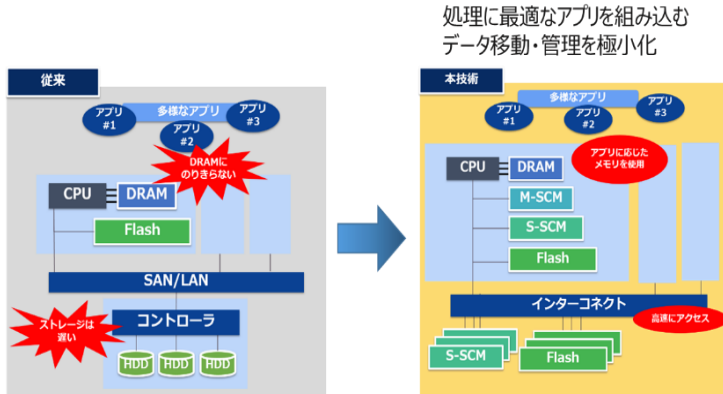 処理に最適なアプリを組み込む
データ移動・管理を極小化
従来
アプリ
#1
多様なアプリ
アプリ
#2
アプリ
#3
DRAMに
のりきらない
CPU
DRAM
Flash
SAN/LAN
ストレージは
遅い
コントローラ
HDD
HDD
HDD
本技術
アプリ
#1
多様なアプリ
アプリ
#2
アプリ
#3
アプリに応じた
メモリを使用
CPU
DRAM
M-SCM
S-SCM
Flash
インターコネクト
高速にアクセス
S-SCM
Flash